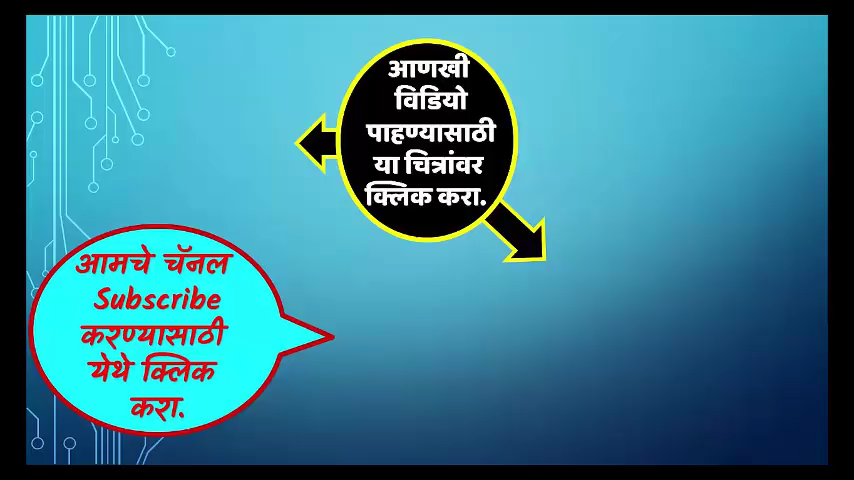 आणखी
विडियो
पाहण्यासाठी
या चित्रांवर
क्लिक करा.
आमचे चॅनल
Subscribe
करण्यासाठी
येथे क्लिक
करा.